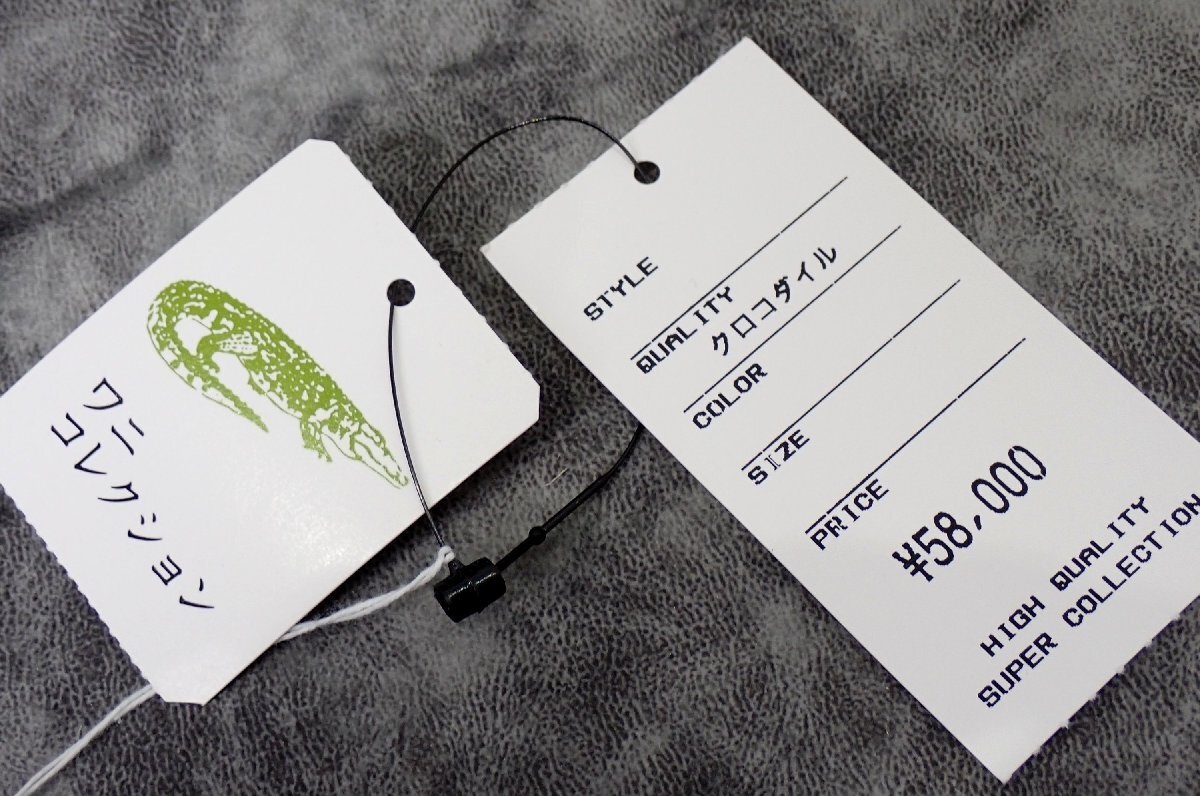 ワニ
コレクション
STYLE
QUALITY
クロコダイル
COLOR
SIZE
PRICE
¥58,000
HIGH QUALITY
SUPER COLLECTION